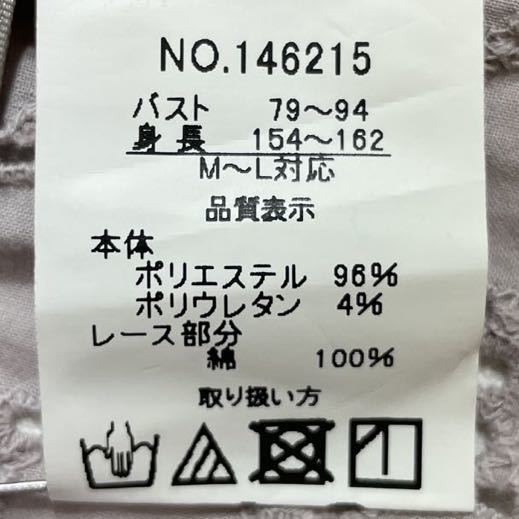 NO.146215
バスト 79～94
身長 154～162
M～L対応
品質表示
本体
ポリエステル 96%
ポリウレタン 4%
レース部分
綿 100%
取り扱い方